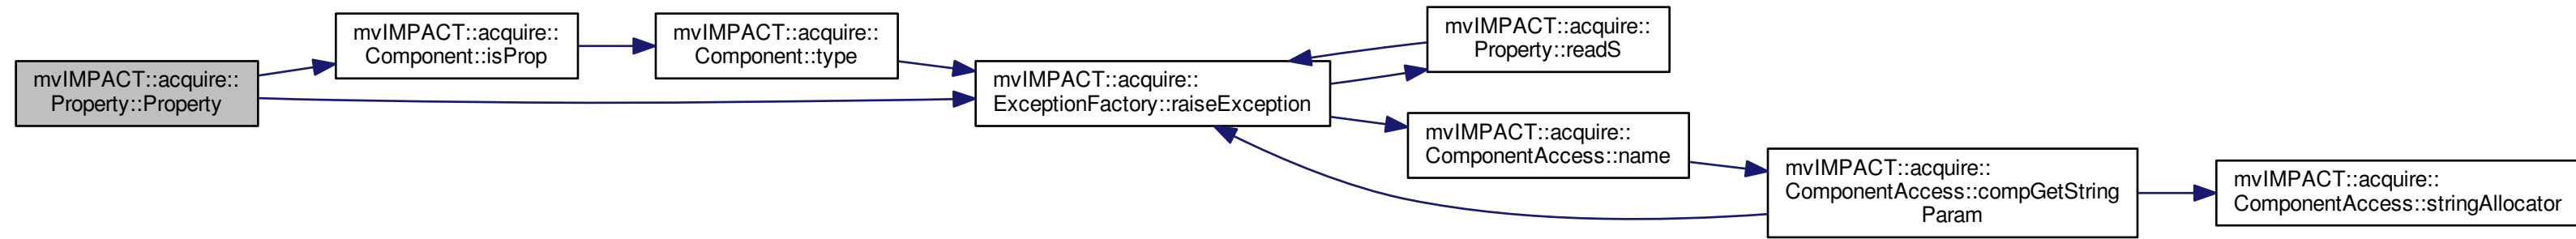 mvIMPACT::acquire::
Property::Property
mvIMPACT::acquire::
Component::isProp
mvIMPACT::acquire::
Component::type
mvIMPACT::acquire::
ExceptionFactory::raiseException
mvIMPACT::acquire::
Property::readS
mvIMPACT::acquire::
ComponentAccess::name
mvIMPACT::acquire::
ComponentAccess::compGetString
Param
mvIMPACT::acquire::
ComponentAccess::stringAllocator